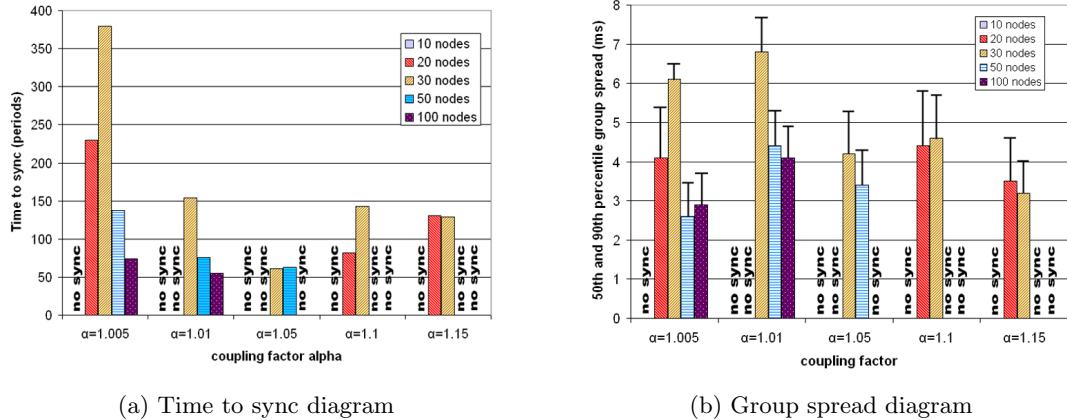 400
350
300
250
200
150
100
50
0
Time to sync (periods)
10 nodes
20 nodes
30 nodes
50 nodes
100 nodes
no sync
no sync
no sync
no sync
no sync
no sync
no sync
no sync
no sync
no sync
no sync
no sync
α=1.005
α=1.01
α=1.05
α=1.1
α=1.15
coupling factor alpha
(a) Time to sync diagram
8
7
6
5
4
3
2
1
0
50th and 90th percentile group spread (ms)
10 nodes
20 nodes
30 nodes
50 nodes
100 nodes
no sync
no sync
no sync
no sync
no sync
no sync
no sync
no sync
no sync
no sync
no sync
no sync
α=1.005
α=1.01
α=1.05
α=1.1
α=1.15
coupling factor
(b) Group spread diagram